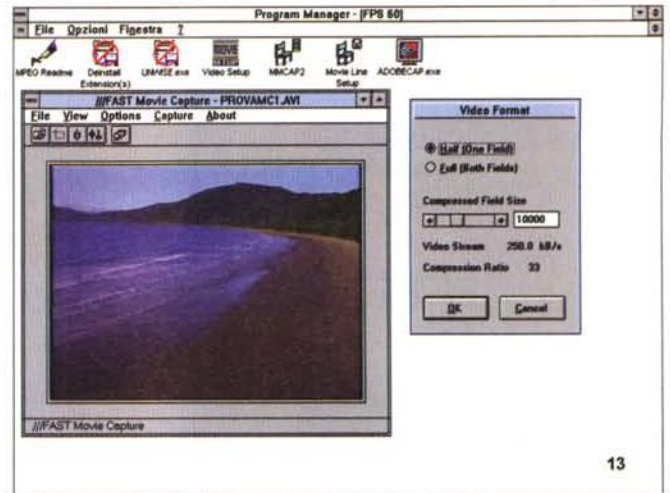 Program Manager - [FPS 60]
File Opzioni Finestra ?
MPEG Readme
Deinstall Extension(s)
UNWISE.exe
Video Setup
MMCAP2
Movie Line Setup
ADOBECAP.exe
///FAST Movie Capture - PROVAMC1.AVI
File View Options Capture About
///FAST Movie Capture
Video Format
Half (One Field)
Full (Both Fields)
Compressed Field Size
10000
Video Stream 250.0 kB/s
Compression Ratio 33
OK Cancel
13